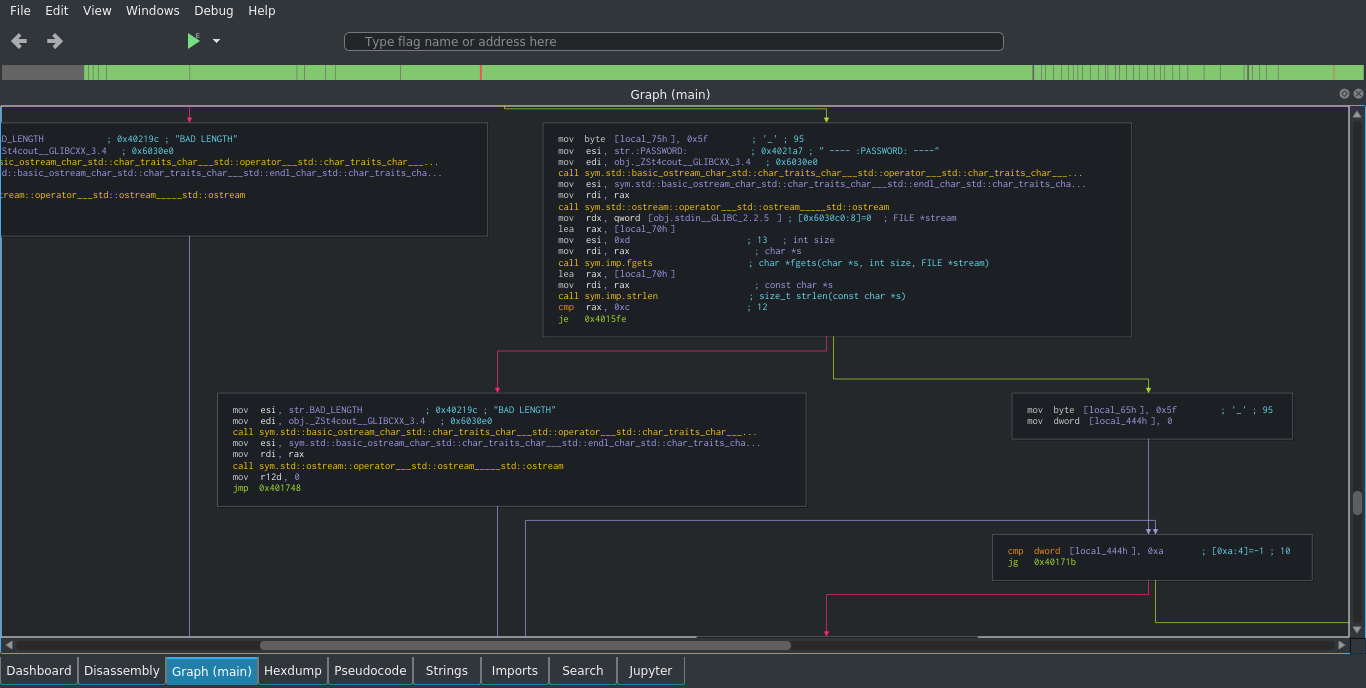 File Edit View Windows Debug Help
E
Type flag name or address here
Graph (main)
D_LENGTH ; 0x40219c ; "BAD LENGTH"
ZSt4cout__GLIBCXX_3.4 ; 0x6030e0
sic_ostream_char_std::char_traits_char___std::operator___std::char_traits_char___...
d::basic_ostream_char_std::char_traits_char___std::endl_char_std::char_traits_cha...
tream::operator___std::ostream_____std::ostream
mov byte [local_75h], 0x5f ; '_' ; 95
mov esi, str.:PASSWORD: ; 0x4021a7 ; " ---- :PASSWORD: ----"
mov edi, obj._ZSt4cout__GLIBCXX_3.4 ; 0x6030e0
call sym.std::basic_ostream_char_std::char_traits_char___std::operator___std::char_traits_char___...
mov esi, sym.std::basic_ostream_char_std::char_traits_char___std::endl_char_std::char_traits_cha...
mov rdi, rax
call sym.std::ostream::operator___std::ostream_____std::ostream
mov rdx, qword [obj.stdin__GLIBC_2.2.5 ] ; [0x6030c0:8]=0 ; FILE *stream
lea rax, [local_70h]
mov esi, 0xd ; 13 ; int size
mov rdi, rax ; char *s
call sym.imp.fgets ; char *fgets(char *s, int size, FILE *stream)
lea rax, [local_70h]
mov rdi, rax ; const char *s
call sym.imp.strlen ; size_t strlen(const char *s)
cmp rax, 0xc ; 12
je 0x4015fe
mov esi, str.BAD_LENGTH ; 0x40219c ; "BAD LENGTH"
mov edi, obj._ZSt4cout__GLIBCXX_3.4 ; 0x6030e0
call sym.std::basic_ostream_char_std::char_traits_char___std::operator___std::char_traits_char___...
mov esi, sym.std::basic_ostream_char_std::char_traits_char___std::endl_char_std::char_traits_cha...
mov rdi, rax
call sym.std::ostream::operator___std::ostream_____std::ostream
mov r12d, 0
jmp 0x401748
mov byte [local_65h], 0x5f ; '_' ; 95
mov dword [local_444h], 0
cmp dword [local_444h], 0xa ; [0xa:4]=-1 ; 10
jg 0x40171b
Dashboard Disassembly Graph (main) Hexdump Pseudocode Strings Imports Search Jupyter